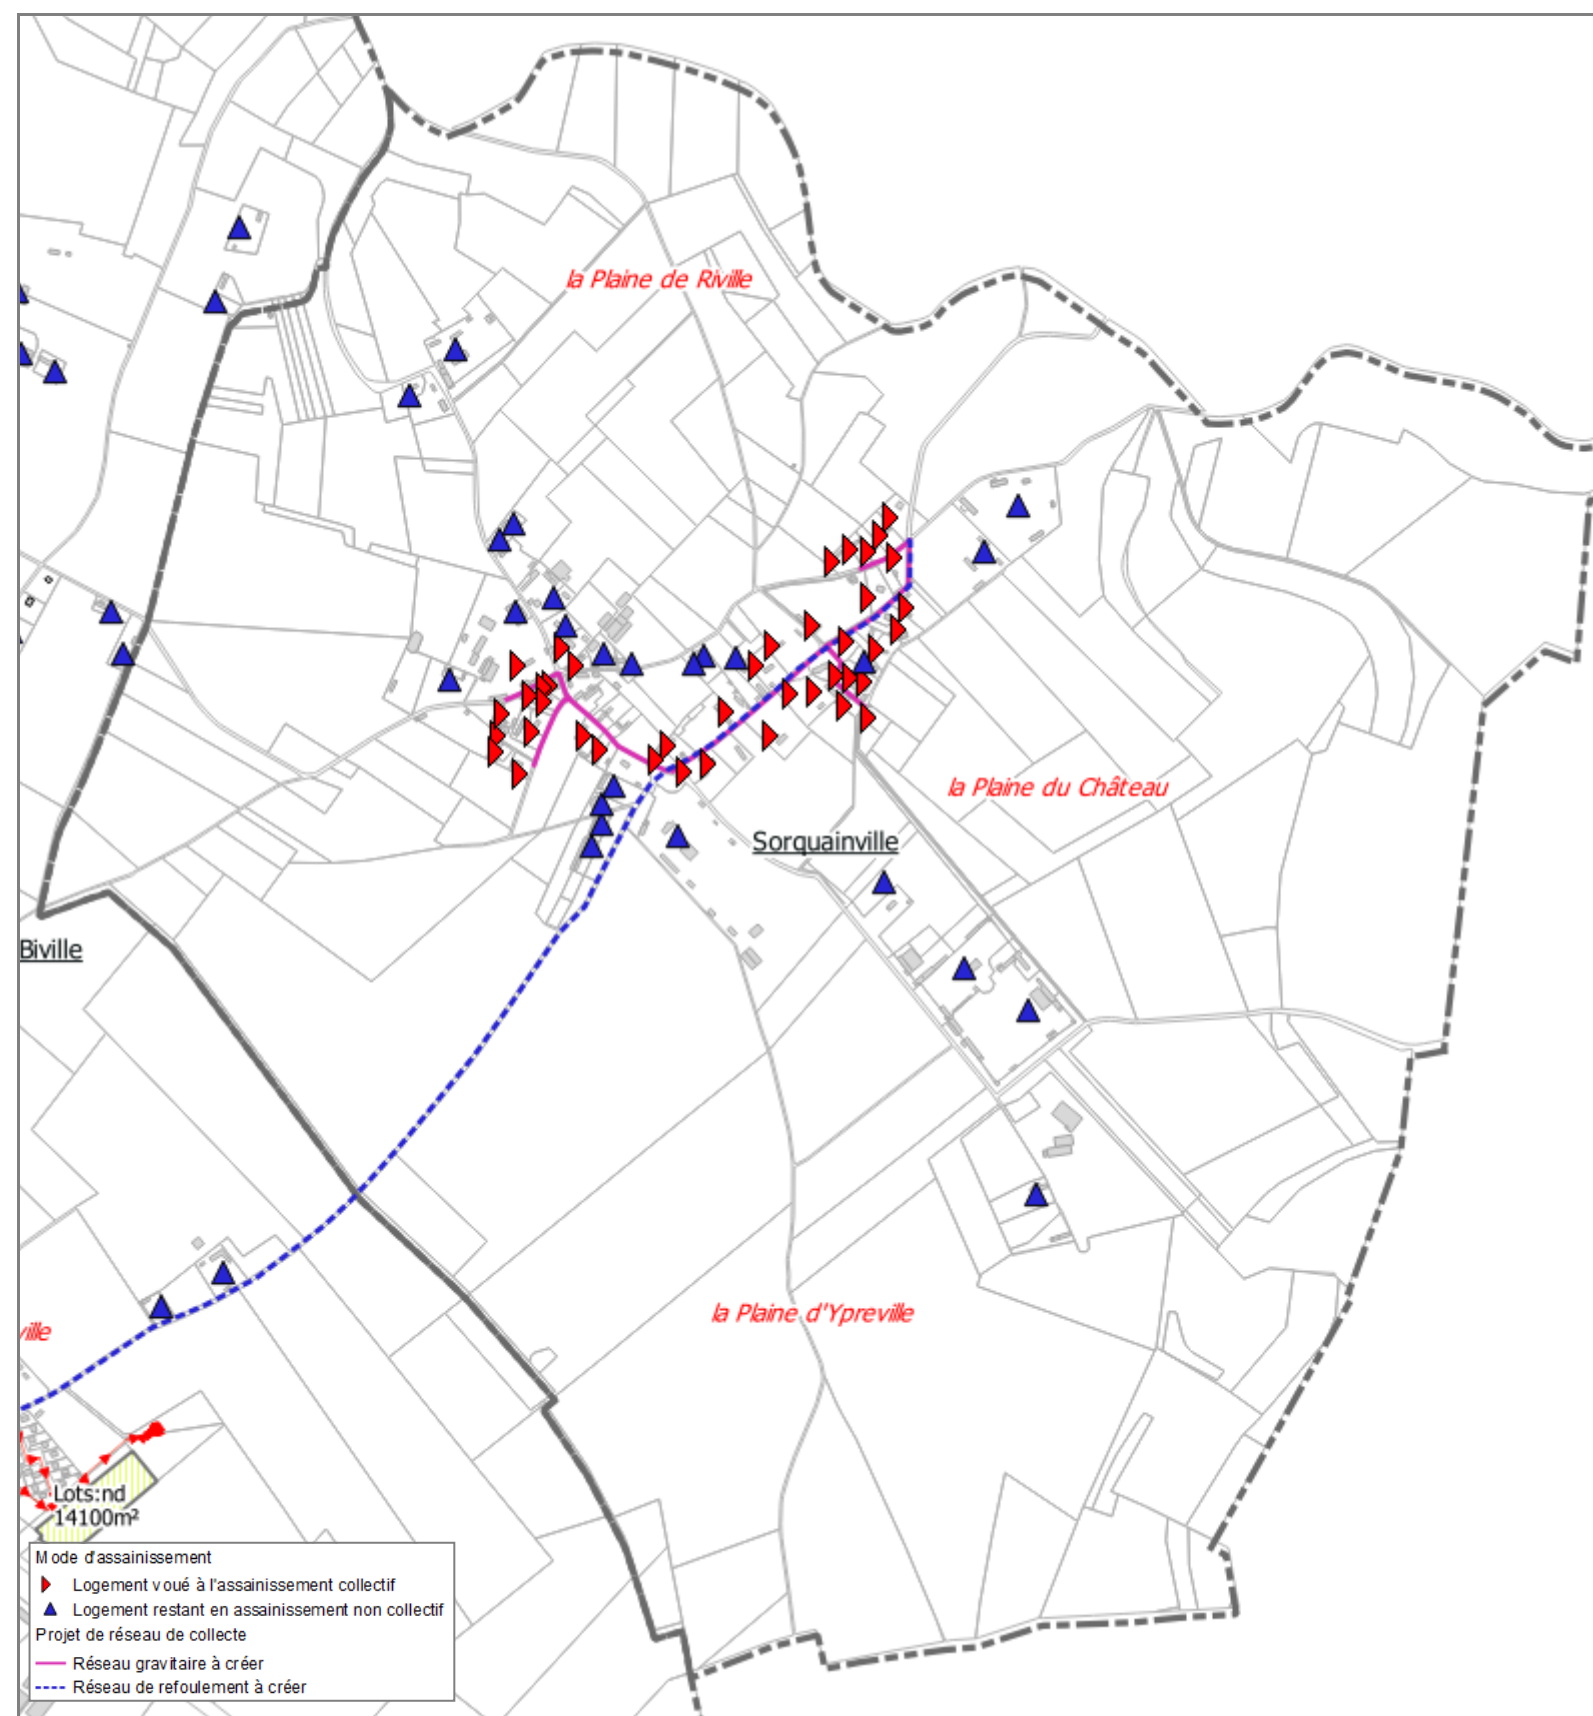 la Plaine de Riville
la Plaine du Château
Sorquainville
Biville
la Plaine d'Ypreville
ville
Lots:nd
14100m²
Mode d'assainissement
Logement voué à l'assainissement collectif
Logement restant en assainissement non collectif
Projet de réseau de collecte
Réseau gravitaire à créer
Réseau de refoulement à créer